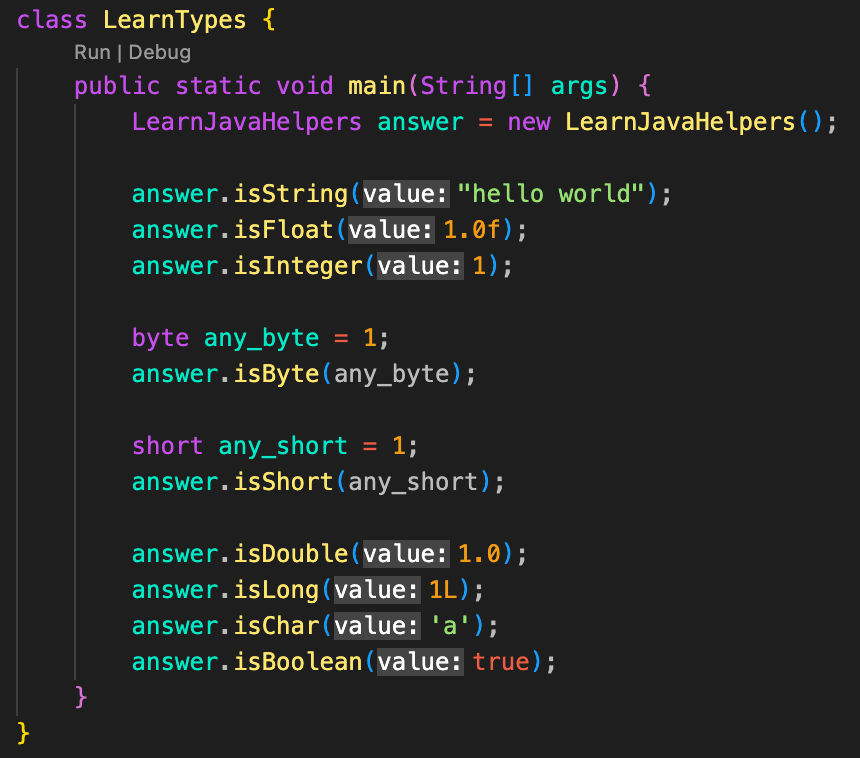 class LearnTypes {
Run | Debug
public static void main(String[] args) {
LearnJavaHelpers answer = new LearnJavaHelpers();
answer.isString(value: "hello world");
answer.isFloat(value: 1.0f);
answer.isInteger(value: 1);
byte any_byte = 1;
answer.isByte(any_byte);
short any_short = 1;
answer.isShort(any_short);
answer.isDouble(value: 1.0);
answer.isLong(value: 1L);
answer.isChar(value: 'a');
answer.isBoolean(value: true);
}
}